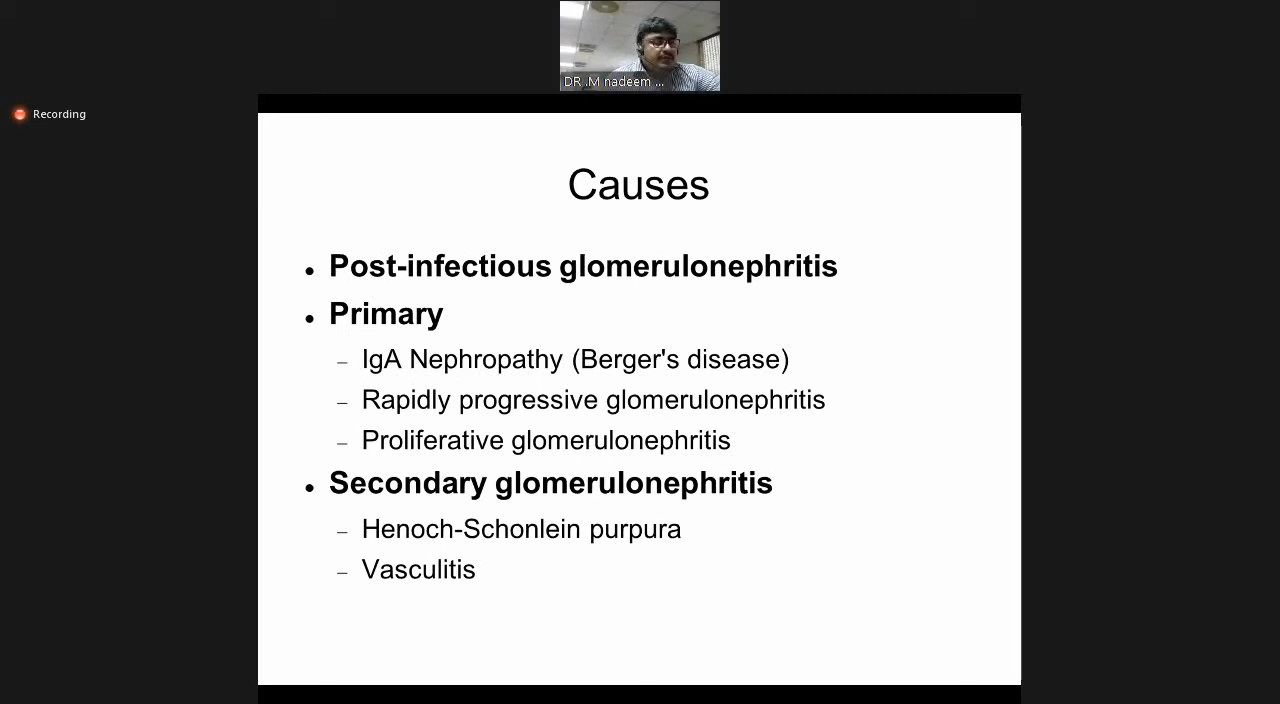 DR .M nadeem ...
Recording
Causes
• Post-infectious glomerulonephritis
• Primary
– IgA Nephropathy (Berger's disease)
– Rapidly progressive glomerulonephritis
– Proliferative glomerulonephritis
• Secondary glomerulonephritis
– Henoch-Schonlein purpura
– Vasculitis